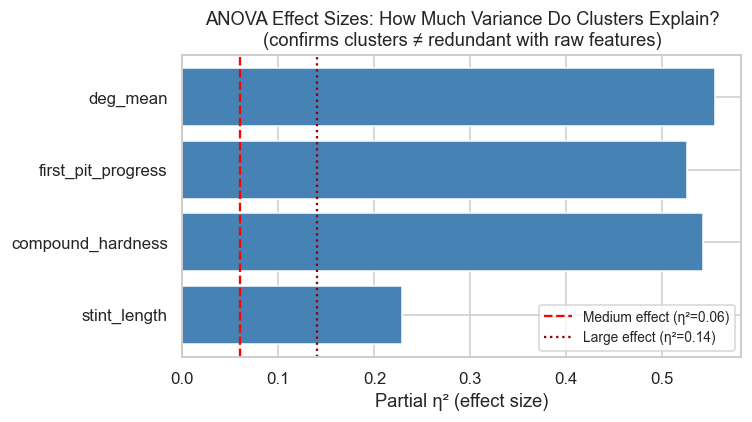 ANOVA Effect Sizes: How Much Variance Do Clusters Explain?
(confirms clusters ≠ redundant with raw features)
deg_mean
first_pit_progress
compound_hardness
stint_length
Medium effect (η²=0.06)
Large effect (η²=0.14)
0.0 0.1 0.2 0.3 0.4 0.5
Partial η² (effect size)